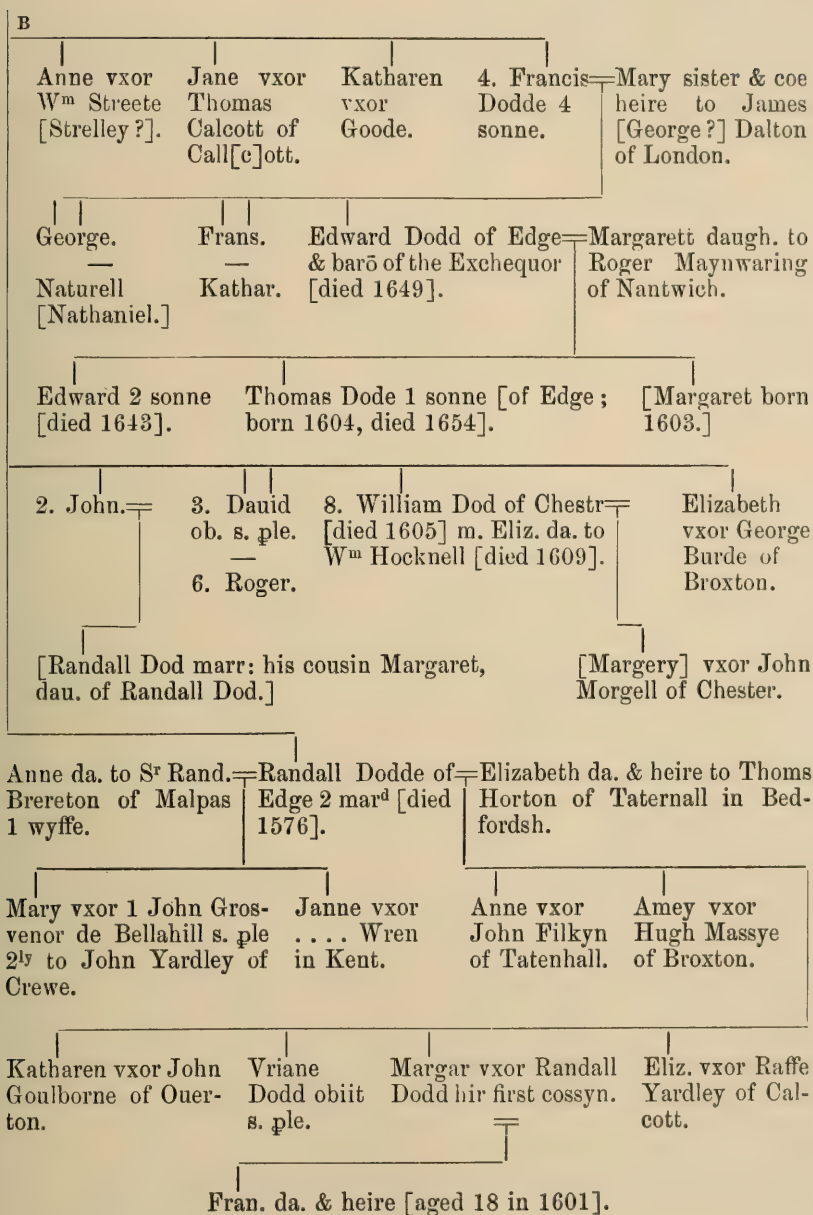 B
Anne vxor Jane vxor Katharen 4. Francis=Mary sister & coe
Wᵐ Streete Thomas vxor Dodde 4 heire to James
[Strelley ?]. Calcott of Goode. sonne. [George ?] Dalton
Call[c]ott. of London.
George. Frans. Edward Dodd of Edge=Margarett daugh. to
— — & barō of the Exchequor Roger Maynwaring
Naturell Kathar. [died 1649]. of Nantwich.
[Nathaniel.]
Edward 2 sonne Thomas Dode 1 sonne [of Edge ; [Margaret born
[died 1643]. born 1604, died 1654]. 1603.]
2. John.= 3. Dauid 8. William Dod of Chestr= Elizabeth
ob. s. ꝑle. [died 1605] m. Eliz. da. to vxor George
— Wᵐ Hocknell [died 1609]. Burde of
6. Roger. Broxton.
[Randall Dod marr: his cousin Margaret, [Margery] vxor John
dau. of Randall Dod.] Morgell of Chester.
Anne da. to Sʳ Rand.=Randall Dodde of=Elizabeth da. & heire to Thoms
Brereton of Malpas Edge 2 marᵈ [died Horton of Taternall in Bed-
1 wyffe. 1576]. fordsh.
Mary vxor 1 John Gros- Janne vxor Anne vxor Amey vxor
venor de Bellahill s. ꝑle . . . . Wren John Filkyn Hugh Massye
2ˡʸ to John Yardley of in Kent. of Tatenhall. of Broxton.
Crewe.
Katharen vxor John Vriane Margar vxor Randall Eliz. vxor Raffe
Goulborne of Ouer- Dodd obiit Dodd hir first cossyn. Yardley of Cal-
ton. s. ꝑle. = cott.
Fran. da. & heire [aged 18 in 1601].